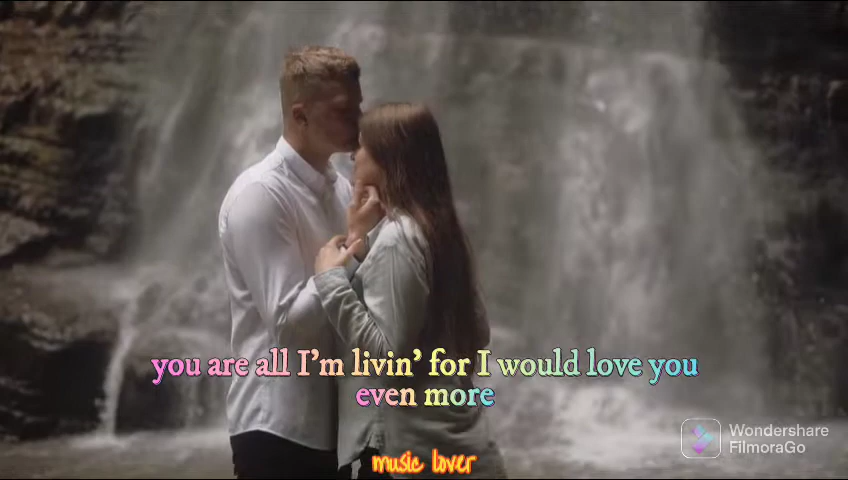 you are all I'm livin' for I would love you
even more
Wondershare
FilmoraGo
music lover